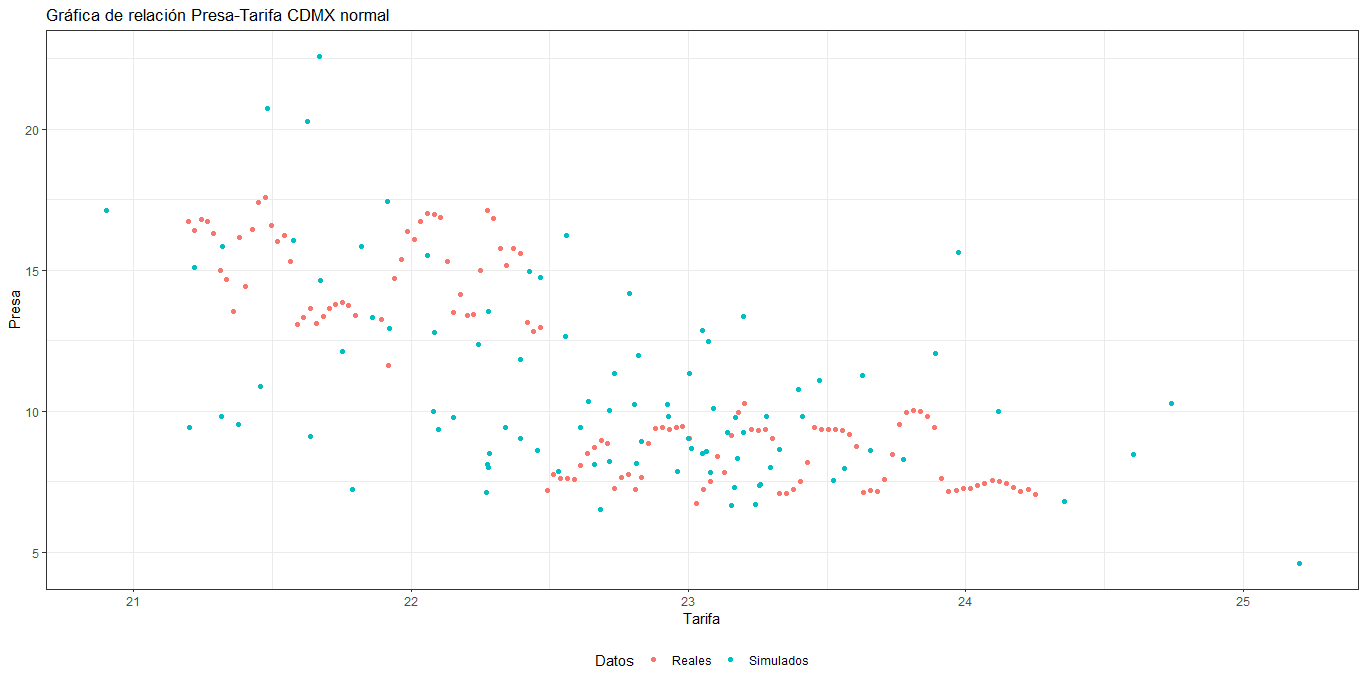 Gráfica de relación Presa-Tarifa CDMX normal
Presa
20
15
10
5
21 22 23 24 25
Tarifa
Datos Reales Simulados